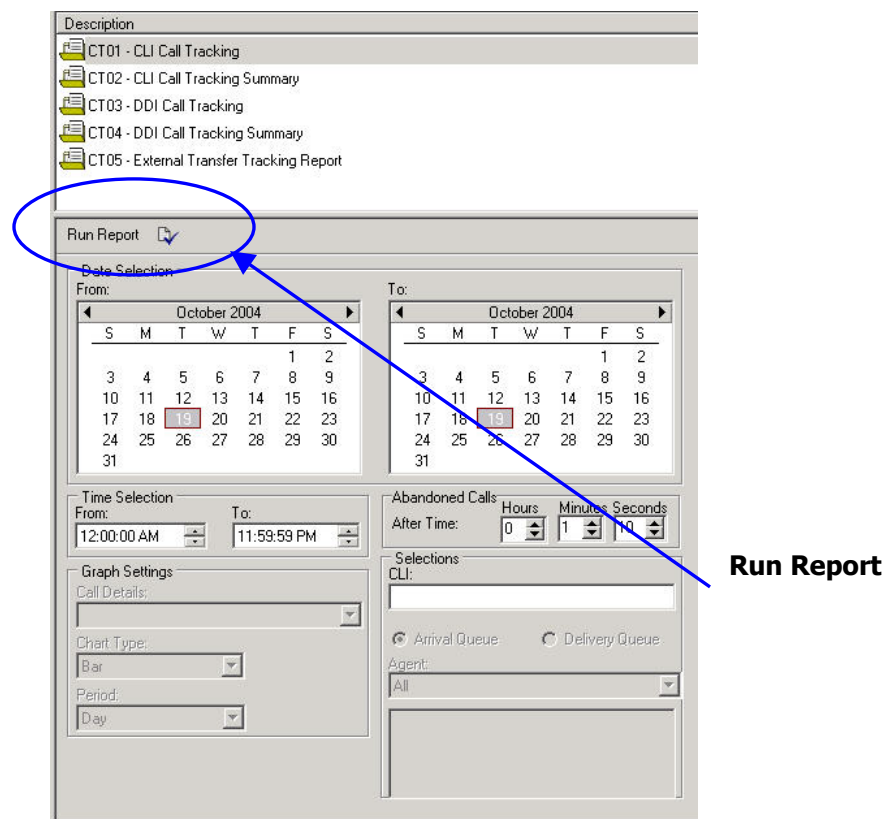 Description
CT01 - CLI Call Tracking
CT02 - CLI Call Tracking Summary
CT03 - DDI Call Tracking
CT04 - DDI Call Tracking Summary
CT05 - External Transfer Tracking Report
Run Report
Date Selection
From:
October 2004
S M T W T F S
1 2
3 4 5 6 7 8 9
10 11 12 13 14 15 16
17 18 19 20 21 22 23
24 25 26 27 28 29 30
31
To:
October 2004
S M T W T F S
1 2
3 4 5 6 7 8 9
10 11 12 13 14 15 16
17 18 19 20 21 22 23
24 25 26 27 28 29 30
31
Time Selection
From: To:
12:00:00 AM 11:59:59 PM
Abandoned Calls
Hours Minutes Seconds
After Time: 0 1 10
Graph Settings
Call Details:
Chart Type:
Bar
Period:
Day
Selections
CLI:
Arrival Queue Delivery Queue
Agent:
All
Run Report